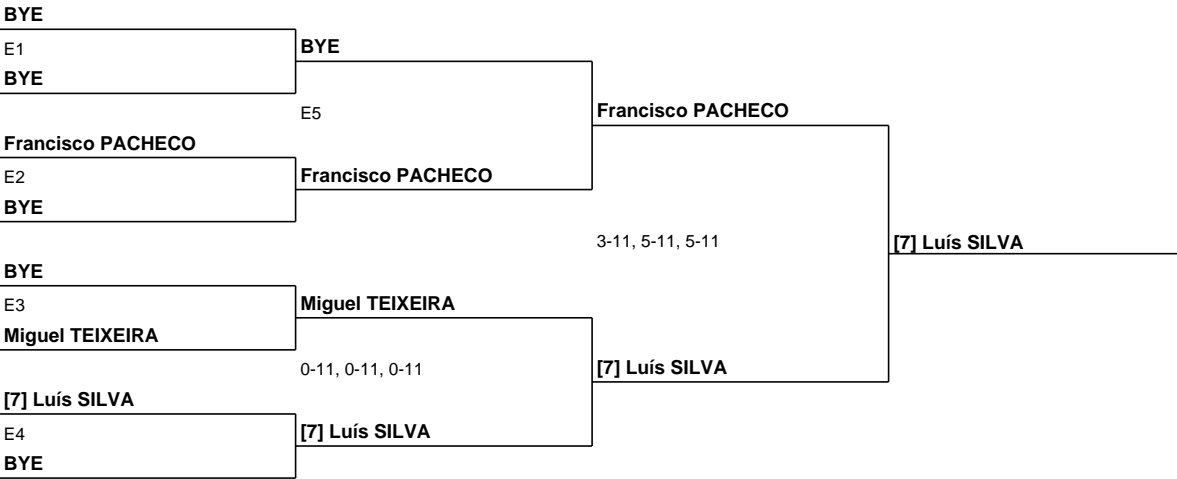 BYE
E1
BYE
BYE
E5
Francisco PACHECO
Francisco PACHECO
E2
Francisco PACHECO
BYE
3-11, 5-11, 5-11
[7] Luís SILVA
BYE
E3
Miguel TEIXEIRA
Miguel TEIXEIRA
0-11, 0-11, 0-11
[7] Luís SILVA
[7] Luís SILVA
E4
[7] Luís SILVA
BYE